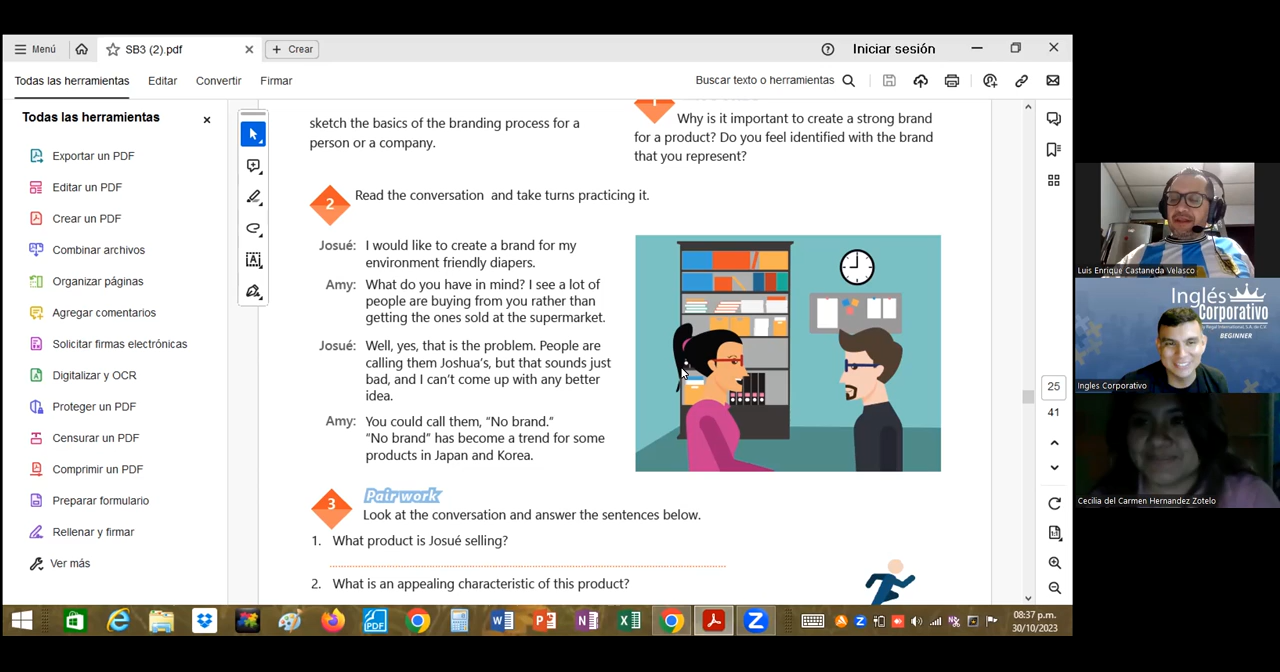 Menú
SB3 (2).pdf
Crear
Iniciar sesión
Todas las herramientas
Editar
Convertir
Firmar
Buscar texto o herramientas
Todas las herramientas
Exportar un PDF
Editar un PDF
Crear un PDF
Combinar archivos
Organizar páginas
Agregar comentarios
Solicitar firmas electrónicas
Digitalizar y OCR
Proteger un PDF
Censurar un PDF
Comprimir un PDF
Preparar formulario
Rellenar y firmar
Ver más
sketch the basics of the branding process for a
person or a company.
1
Why is it important to create a strong brand
for a product? Do you feel identified with the brand
that you represent?
2
Read the conversation and take turns practicing it.
Josué: I would like to create a brand for my
environment friendly diapers.
Amy: What do you have in mind? I see a lot of
people are buying from you rather than
getting the ones sold at the supermarket.
Josué: Well, yes, that is the problem. People are
calling them Joshua's, but that sounds just
bad, and I can't come up with any better
idea.
Amy: You could call them, "No brand."
"No brand" has become a trend for some
products in Japan and Korea.
3
Pair work
Look at the conversation and answer the sentences below.
1. What product is Josué selling?
2. What is an appealing characteristic of this product?
25
41
Luis Enrique Castaneda Velasco
Inglés
Corporativo
BEGINNER
Ingles Corporativo
Cecilia del Carmen Hernandez Zotelo
08:37 p.m.
30/10/2023